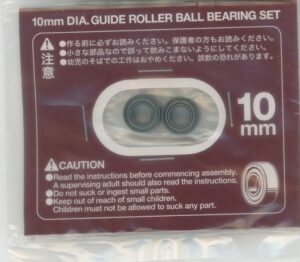 10mm DIA. GUIDE ROLLER BALL BEARING SET
注意
●作る前に必ずお読みください。保護者の方もお読みください。
●小さな部品なので誤って飲みこまないようにしてください。
●幼児のそばでの工作はおやめください。誤飲の恐れがあります。
10
mm
CAUTION
●Read the instructions before commencing assembly.
A supervising adult should also read the instructions.
●Do not suck or ingest small parts.
●Keep out of reach of small children.
Children must not be allowed to suck any part.